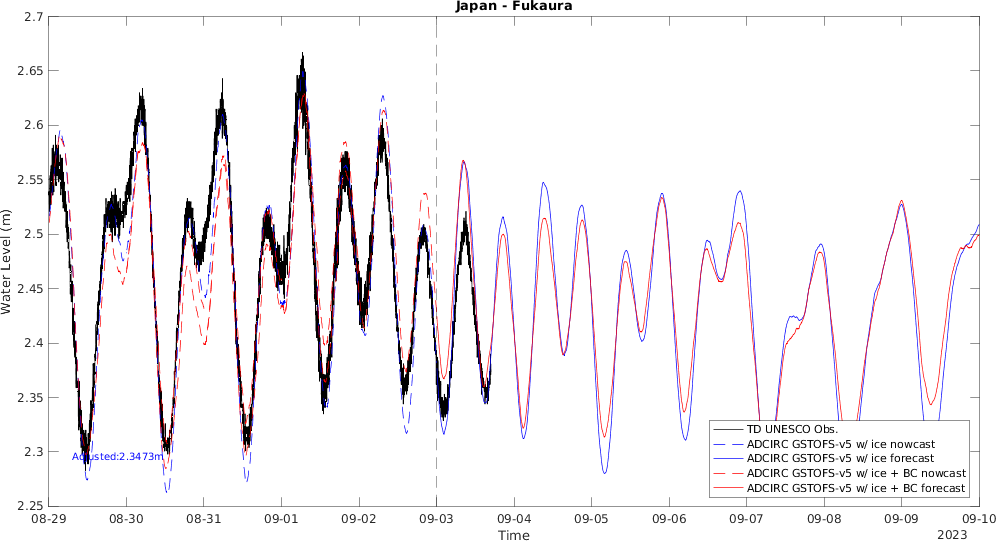 Japan - Fukaura
2.7
2.65
2.6
2.55
2.5
2.45
2.4
2.35
2.3
2.25
Water Level (m)
Adjusted:2.3473m
TD UNESCO Obs.
ADCIRC GSTOFS-v5 w/ ice nowcast
ADCIRC GSTOFS-v5 w/ ice forecast
ADCIRC GSTOFS-v5 w/ ice + BC nowcast
ADCIRC GSTOFS-v5 w/ ice + BC forecast
08-29 08-30 08-31 09-01 09-02 09-03 09-04 09-05 09-06 09-07 09-08 09-09 09-10
Time
2023